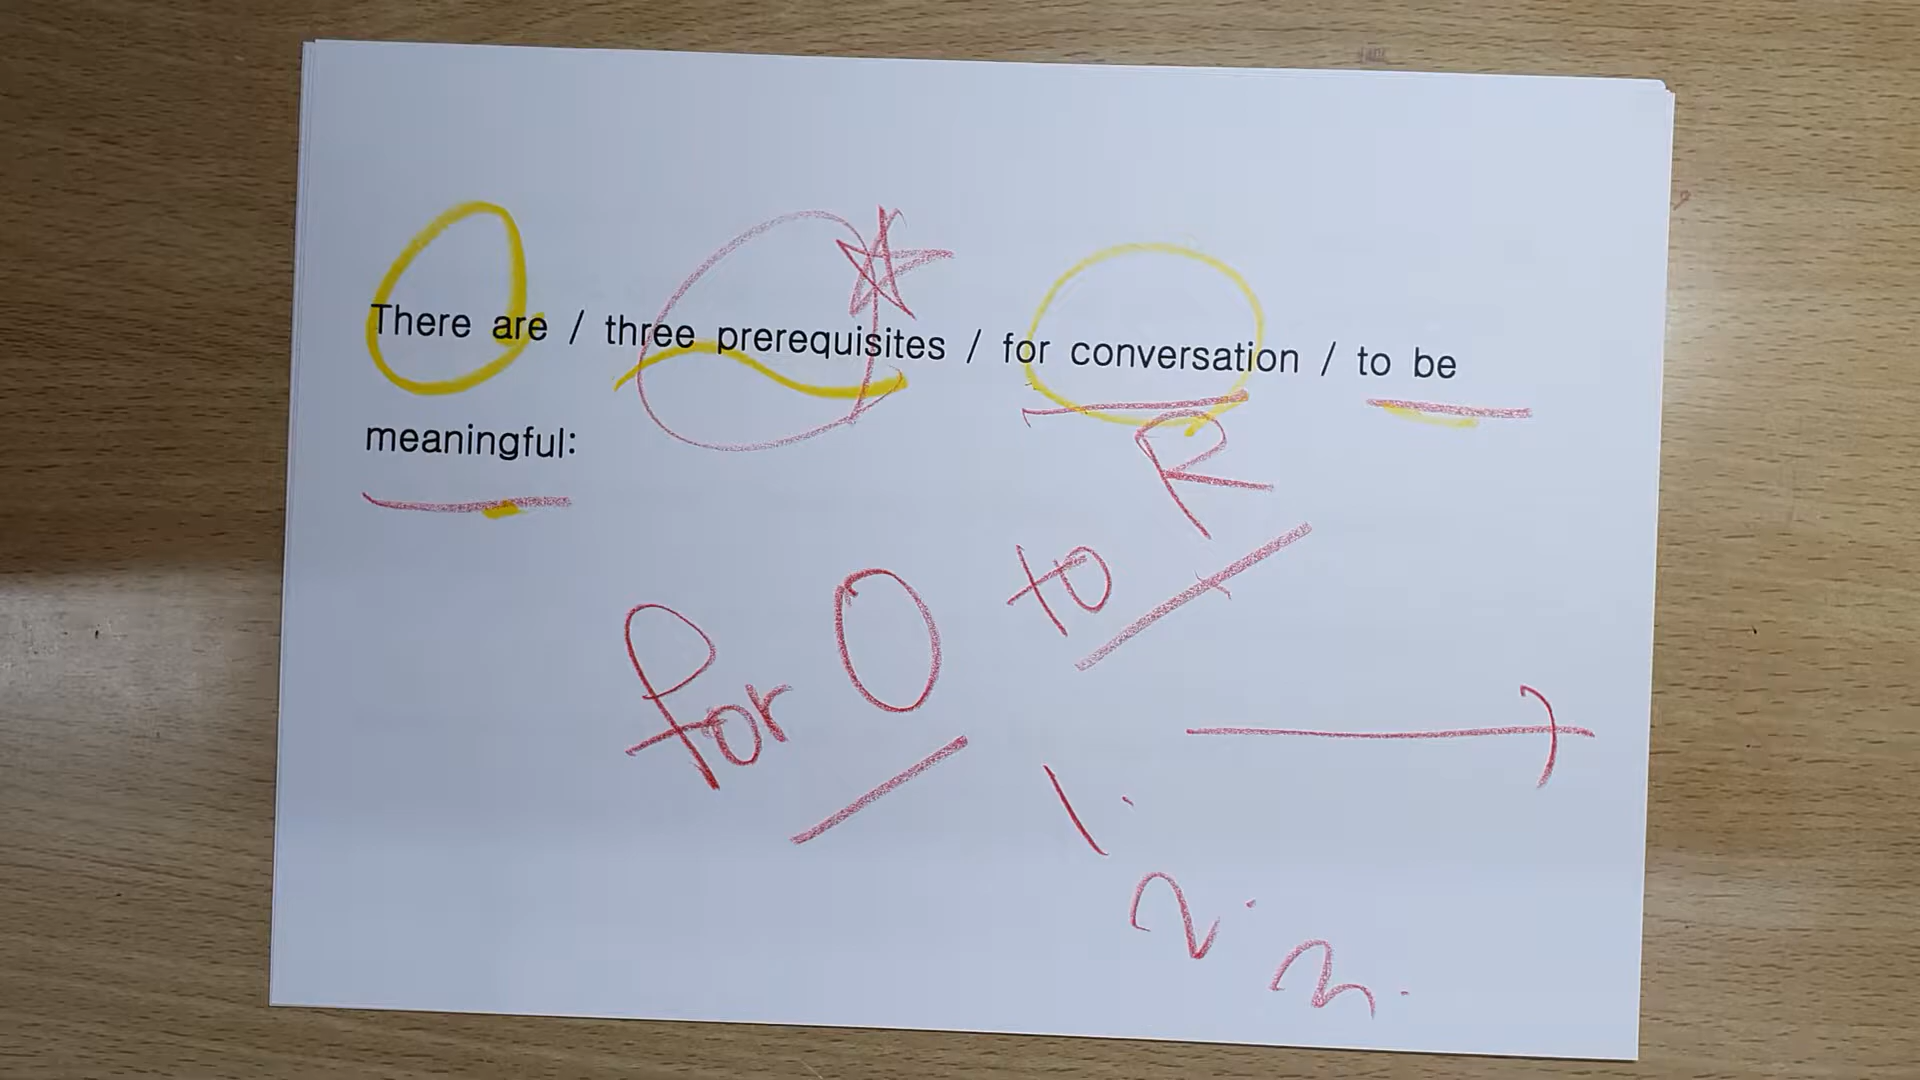 There are / three prerequisites / for conversation / to be
meaningful:
for O to R
1.
2.
3.